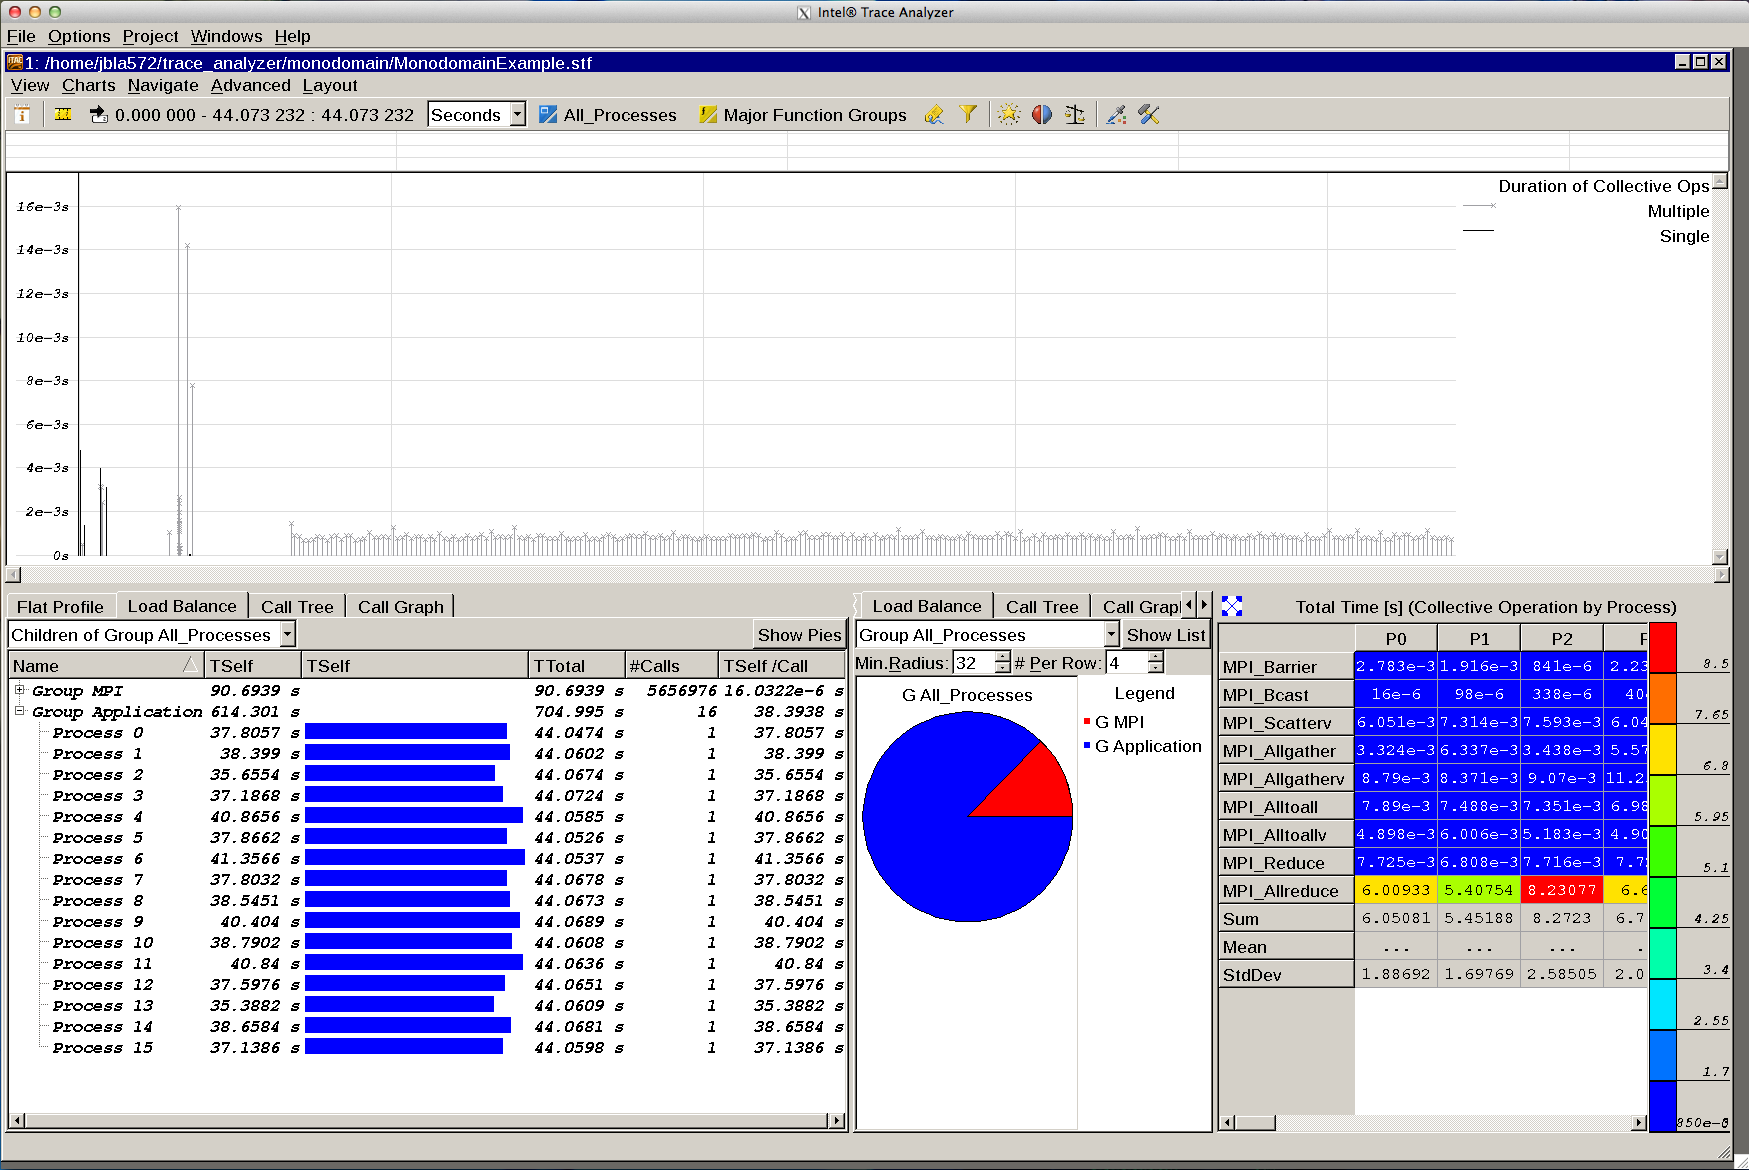 Intel® Trace Analyzer
File Options Project Windows Help
1: /home/jbla572/trace_analyzer/monodomain/MonodomainExample.stf
View Charts Navigate Advanced Layout
0.000 000 - 44.073 232 : 44.073 232 Seconds All_Processes Major Function Groups
Duration of Collective Ops
Multiple
Single
16e-3s
14e-3s
12e-3s
10e-3s
8e-3s
6e-3s
4e-3s
2e-3s
0s
Flat Profile Load Balance Call Tree Call Graph
Children of Group All_Processes Show Pies
Name TSelf TSelf TTotal #Calls TSelf /Call
Group MPI 90.6939 s 90.6939 s 5656976 16.0322e-6 s
Group Application 614.301 s 704.995 s 16 38.3938 s
Process 0 37.8057 s 44.0474 s 1 37.8057 s
Process 1 38.399 s 44.0602 s 1 38.399 s
Process 2 35.6554 s 44.0674 s 1 35.6554 s
Process 3 37.1868 s 44.0724 s 1 37.1868 s
Process 4 40.8656 s 44.0585 s 1 40.8656 s
Process 5 37.8662 s 44.0526 s 1 37.8662 s
Process 6 41.3566 s 44.0537 s 1 41.3566 s
Process 7 37.8032 s 44.0678 s 1 37.8032 s
Process 8 38.5451 s 44.0673 s 1 38.5451 s
Process 9 40.404 s 44.0689 s 1 40.404 s
Process 10 38.7902 s 44.0608 s 1 38.7902 s
Process 11 40.84 s 44.0636 s 1 40.84 s
Process 12 37.5976 s 44.0651 s 1 37.5976 s
Process 13 35.3882 s 44.0609 s 1 35.3882 s
Process 14 38.6584 s 44.0681 s 1 38.6584 s
Process 15 37.1386 s 44.0598 s 1 37.1386 s
Load Balance Call Tree Call Grap
Group All_Processes Show List
Min.Radius: 32 # Per Row: 4
G All_Processes
Legend
G MPI
G Application
Total Time [s] (Collective Operation by Process)
P0 P1 P2
MPI_Barrier 2.783e-3 1.916e-3 841e-6 2.23
MPI_Bcast 16e-6 98e-6 338e-6 40
MPI_Scatterv 6.051e-3 7.314e-3 7.593e-3 6.04
MPI_Allgather 3.324e-3 6.337e-3 3.438e-3 5.57
MPI_Allgatherv 8.79e-3 8.371e-3 9.07e-3 11.2
MPI_Alltoall 7.89e-3 7.488e-3 7.351e-3 6.98
MPI_Alltoallv 4.898e-3 6.006e-3 5.183e-3 4.90
MPI_Reduce 7.725e-3 6.808e-3 7.716e-3 7.7
MPI_Allreduce 6.00933 5.40754 8.23077 6.6
Sum 6.05081 5.45188 8.2723 6.7
Mean ... ... ... .
StdDev 1.88692 1.69769 2.58505 2.0
8.5
7.65
6.8
5.95
5.1
4.25
3.4
2.55
1.7